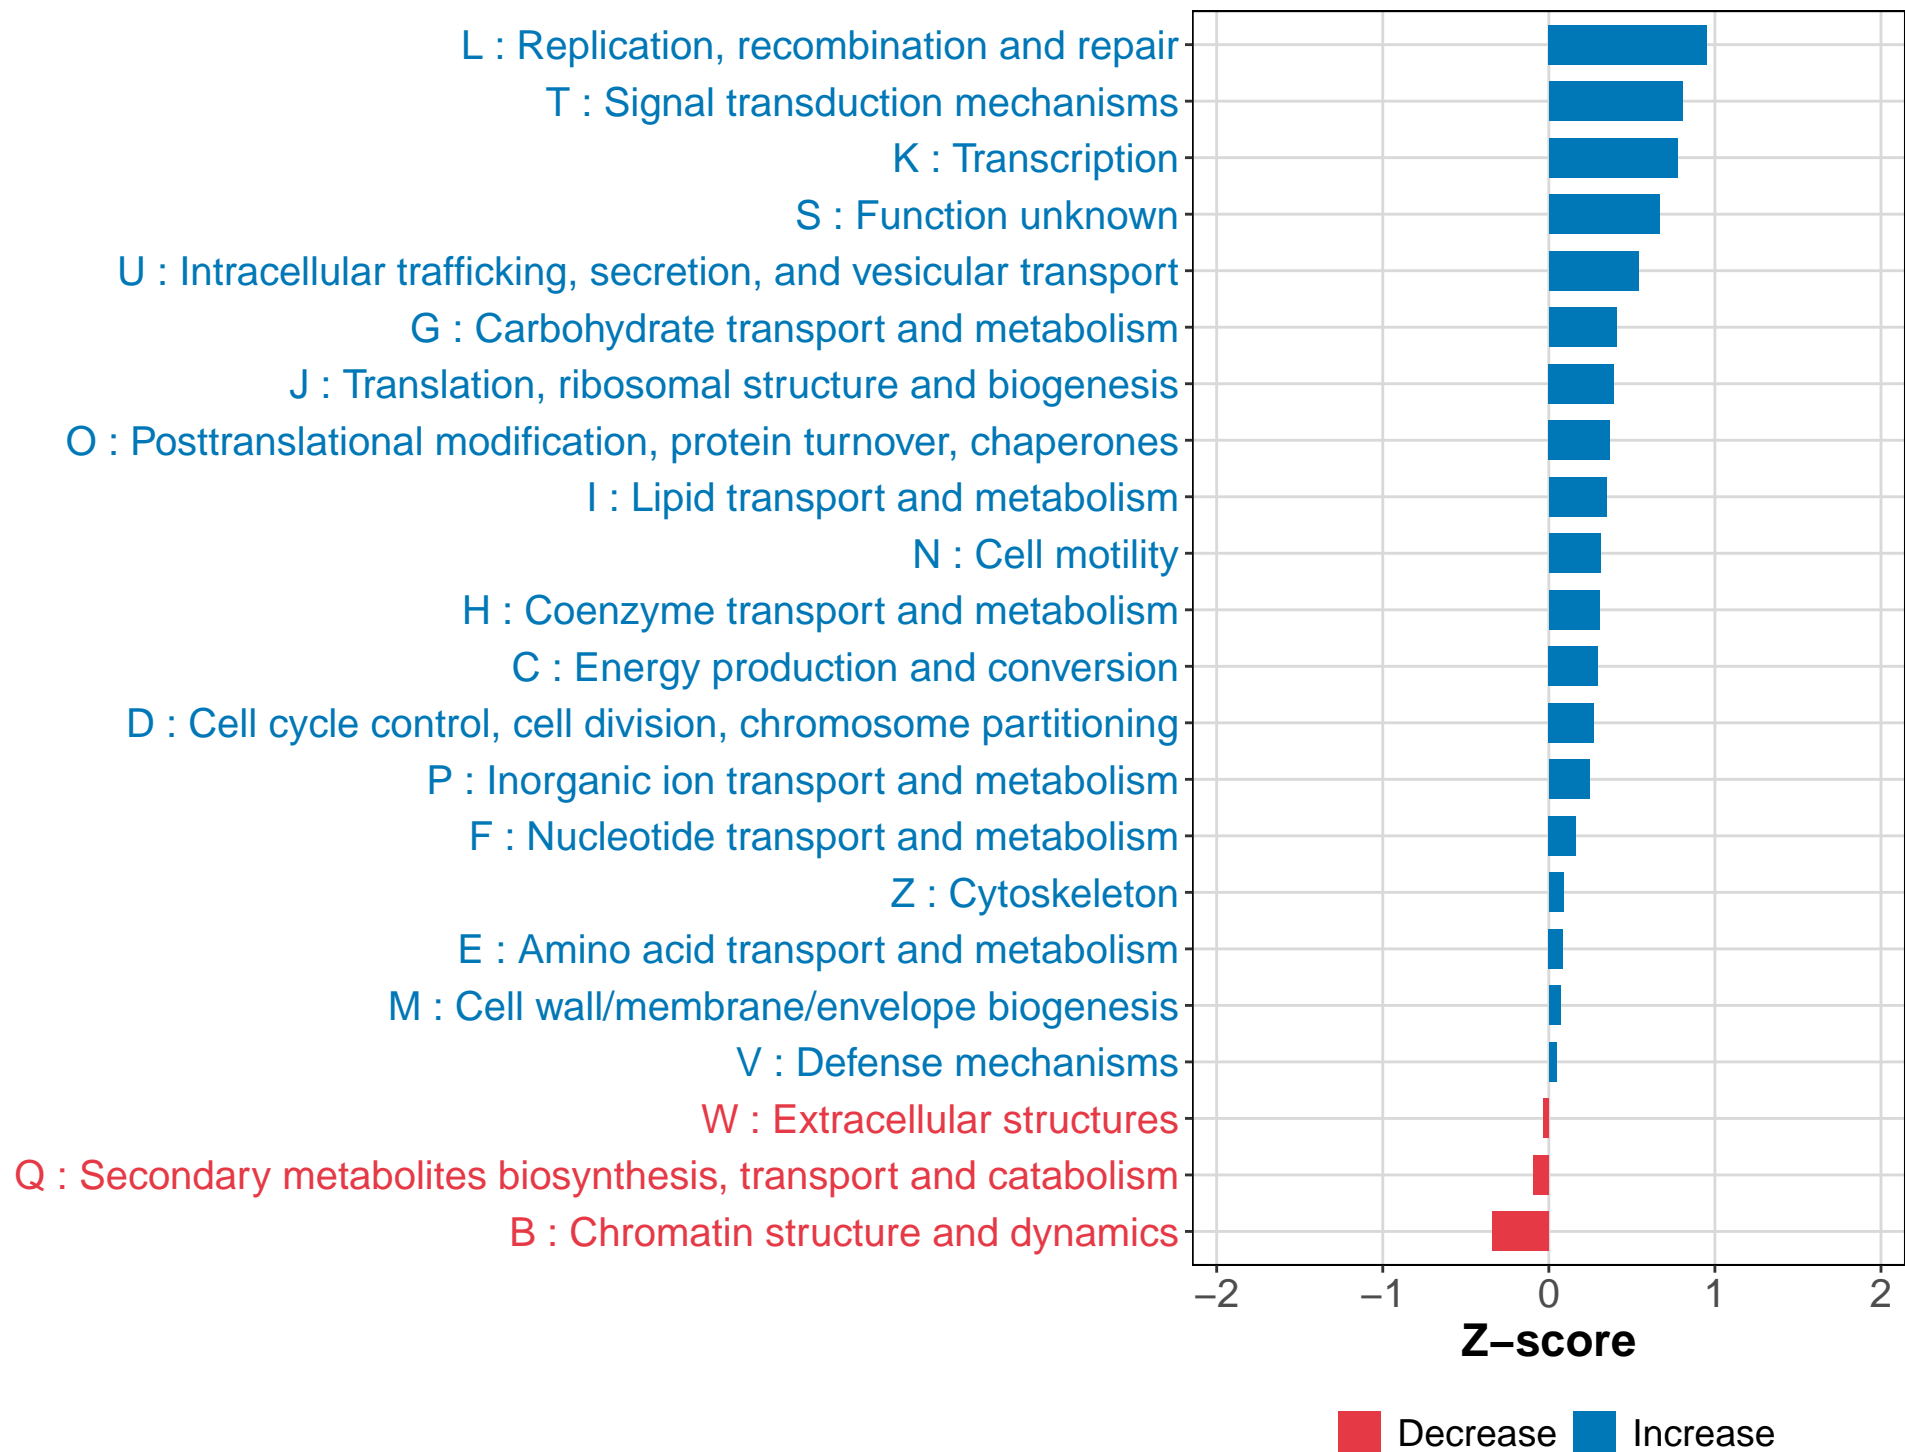 L : Replication, recombination and repair
T : Signal transduction mechanisms
K : Transcription
S : Function unknown
U : Intracellular trafficking, secretion, and vesicular transport
G : Carbohydrate transport and metabolism
J : Translation, ribosomal structure and biogenesis
O : Posttranslational modification, protein turnover, chaperones
I : Lipid transport and metabolism
N : Cell motility
H : Coenzyme transport and metabolism
C : Energy production and conversion
D : Cell cycle control, cell division, chromosome partitioning
P : Inorganic ion transport and metabolism
F : Nucleotide transport and metabolism
Z : Cytoskeleton
E : Amino acid transport and metabolism
M : Cell wall/membrane/envelope biogenesis
V : Defense mechanisms
W : Extracellular structures
Q : Secondary metabolites biosynthesis, transport and catabolism
B : Chromatin structure and dynamics
−2 −1 0 1 2
Z−score
Decrease Increase